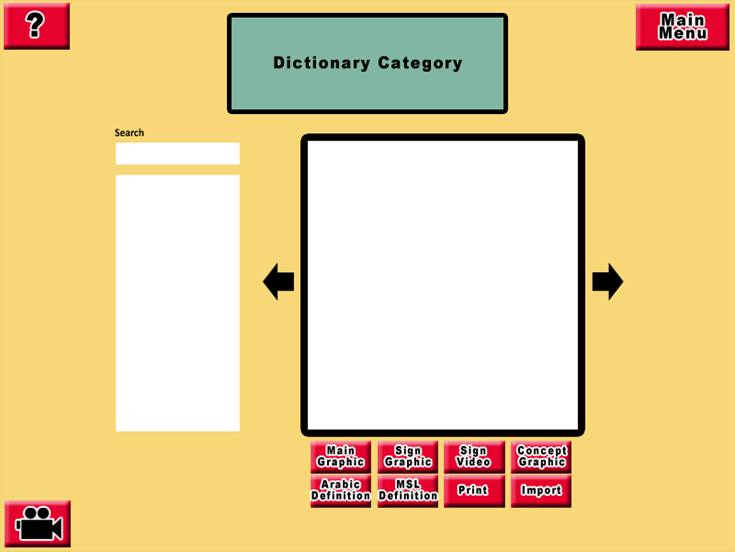 ?
Main
Menu
Dictionary Category
Search
Main
Graphic
Sign
Graphic
Sign
Video
Concept
Graphic
Arabic
Definition
MSL
Definition
Print
Import